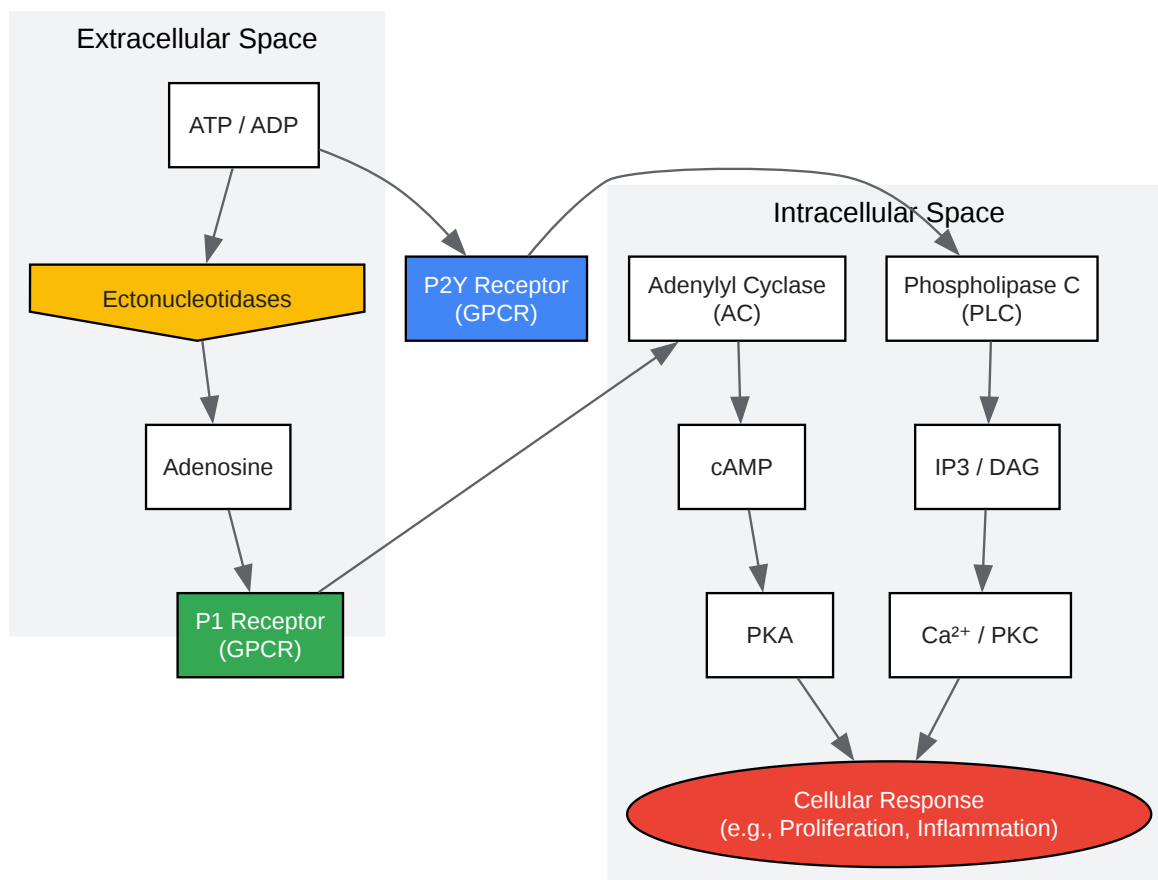 Extracellular Space
ATP / ADP
Ectonucleotidases
Adenosine
P1 Receptor
(GPCR)
P2Y Receptor
(GPCR)
Intracellular Space
Adenylyl Cyclase
(AC)
cAMP
PKA
Phospholipase C
(PLC)
IP3 / DAG
Ca²⁺ / PKC
Cellular Response
(e.g., Proliferation, Inflammation)